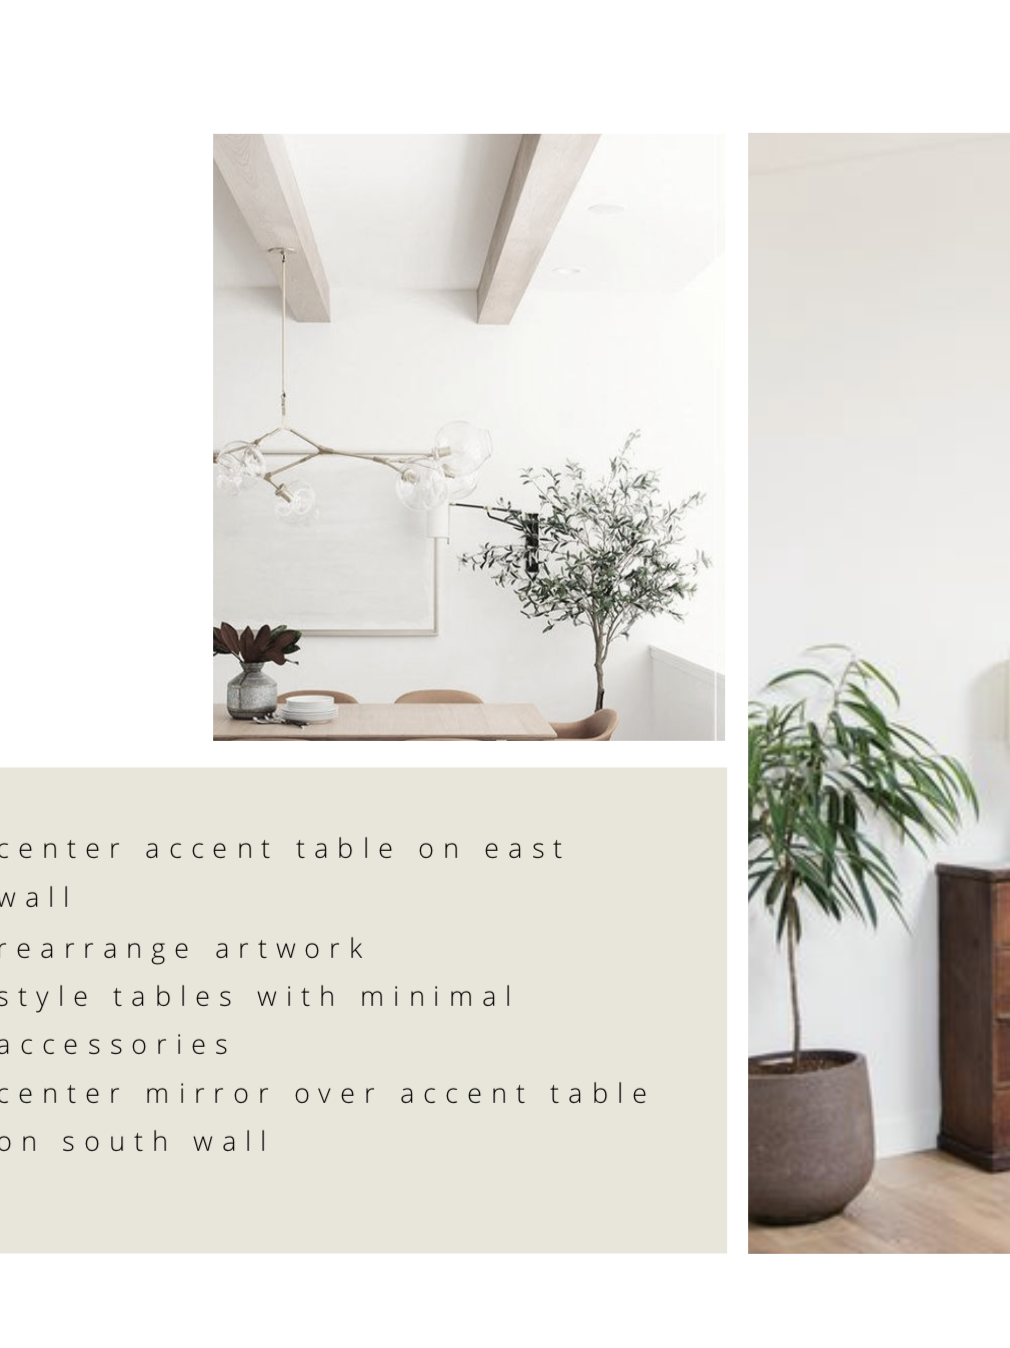 center accent table on east
wall
rearrange artwork
style tables with minimal
accessories
center mirror over accent table
on south wall